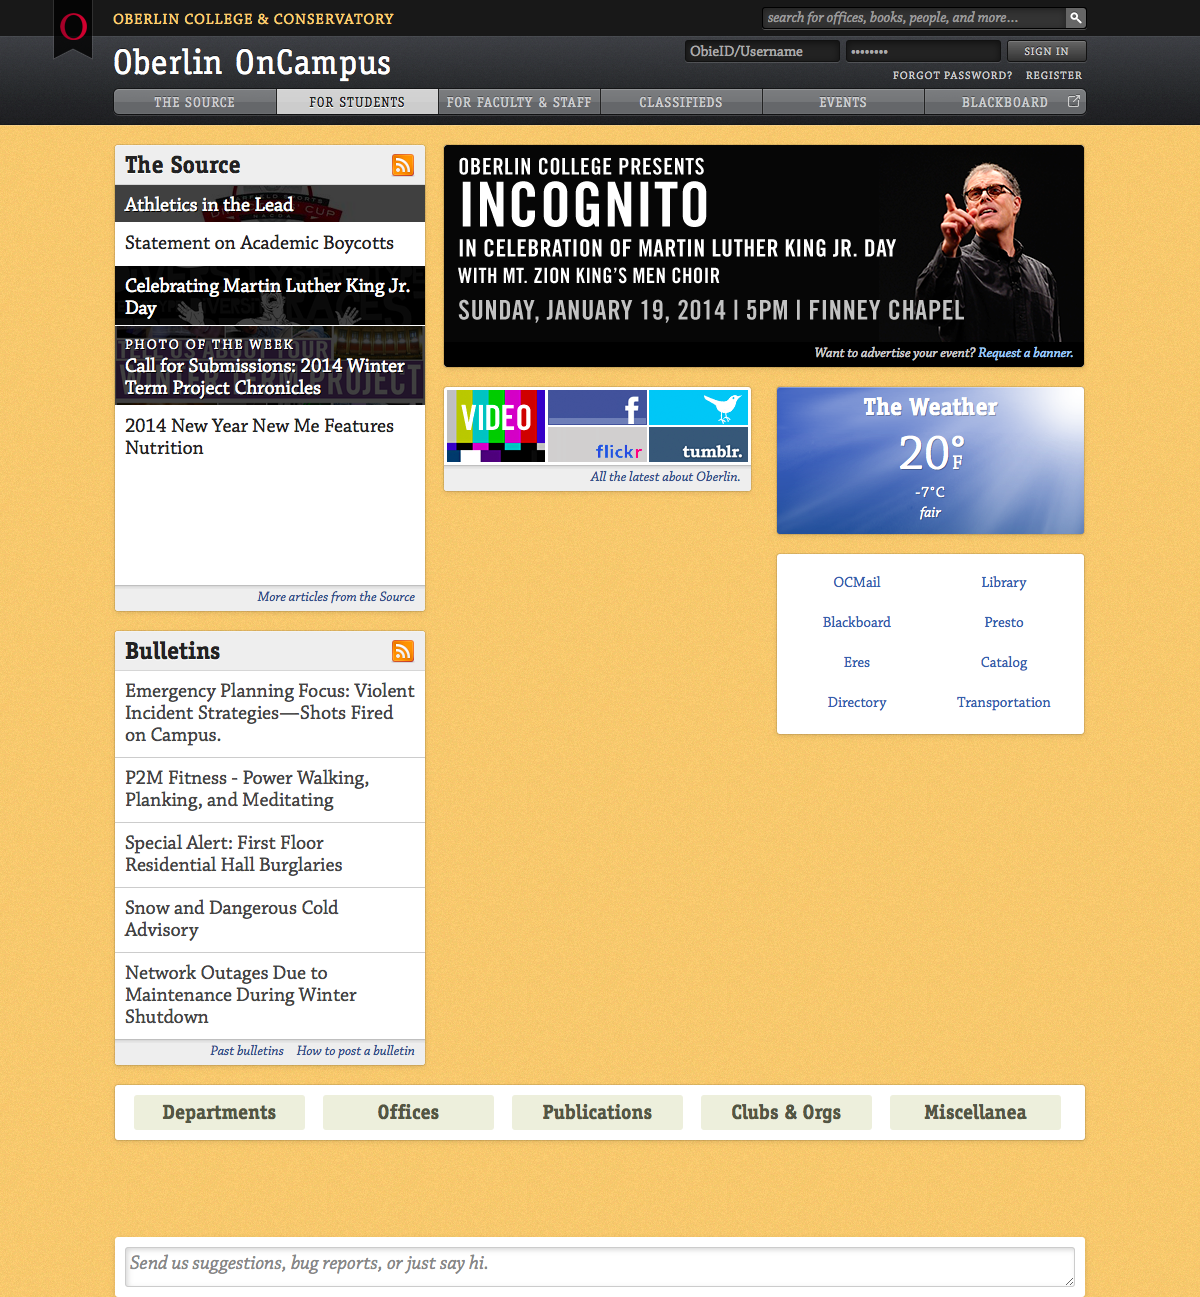 O
OBERLIN COLLEGE & CONSERVATORY
search for offices, books, people, and more...
Oberlin OnCampus
ObieID/Username
••••••••
SIGN IN
FORGOT PASSWORD? REGISTER
THE SOURCE
FOR STUDENTS
FOR FACULTY & STAFF
CLASSIFIEDS
EVENTS
BLACKBOARD
The Source
Athletics in the Lead
Statement on Academic Boycotts
Celebrating Martin Luther King Jr.
Day
PHOTO OF THE WEEK
Call for Submissions: 2014 Winter
Term Project Chronicles
2014 New Year New Me Features
Nutrition
More articles from the Source
OBERLIN COLLEGE PRESENTS
INCOGNITO
IN CELEBRATION OF MARTIN LUTHER KING JR. DAY
WITH MT. ZION KING'S MEN CHOIR
SUNDAY, JANUARY 19, 2014 | 5PM | FINNEY CHAPEL
Want to advertise your event? Request a banner.
VIDEO
f
flickr
tumblr.
All the latest about Oberlin.
The Weather
20°F
-7°C
fair
OCMail
Library
Blackboard
Presto
Eres
Catalog
Directory
Transportation
Bulletins
Emergency Planning Focus: Violent
Incident Strategies—Shots Fired
on Campus.
P2M Fitness - Power Walking,
Planking, and Meditating
Special Alert: First Floor
Residential Hall Burglaries
Snow and Dangerous Cold
Advisory
Network Outages Due to
Maintenance During Winter
Shutdown
Past bulletins How to post a bulletin
Departments
Offices
Publications
Clubs & Orgs
Miscellanea
Send us suggestions, bug reports, or just say hi.